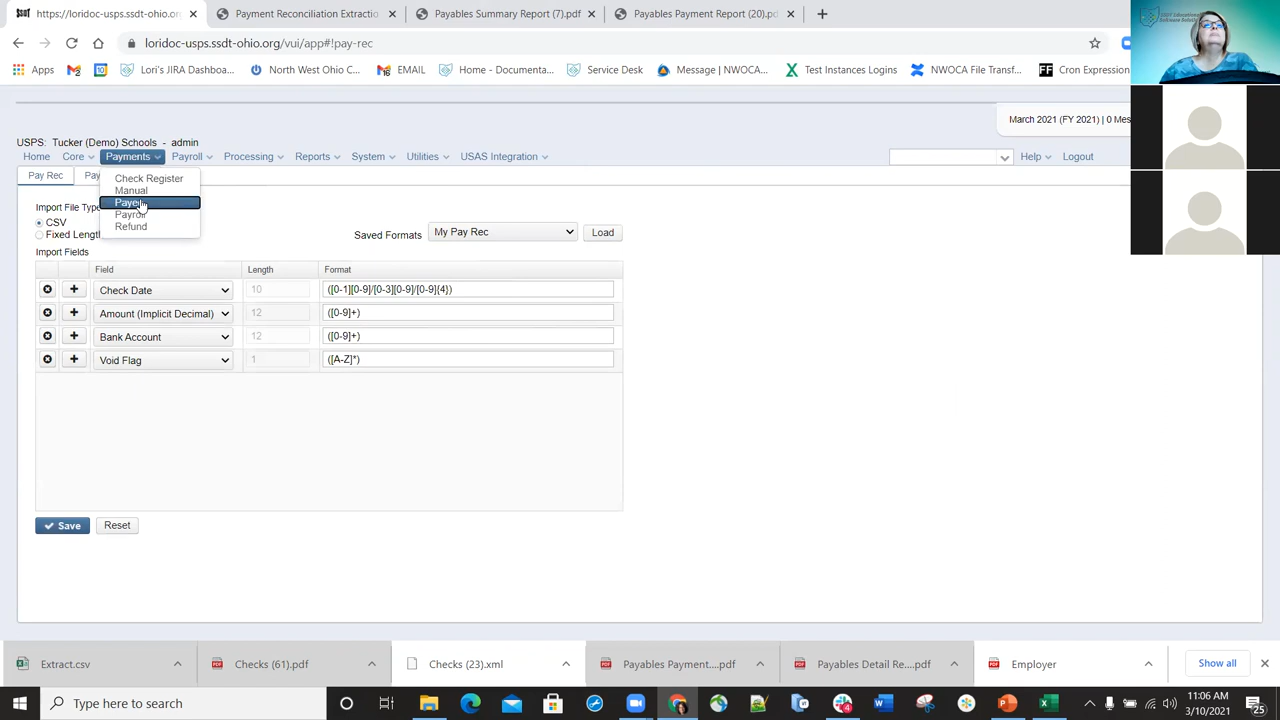 https://loridoc-usps.ssdt-ohio.org
Payment Reconciliation Extractio
Payables Summary Report (7).pdf
Payables Payment Report (20).pdf
loridoc-usps.ssdt-ohio.org/vui/app#!pay-rec
Apps
Lori's JIRA Dashboa...
North West Ohio C...
EMAIL
Home - Documenta...
Service Desk
Message | NWOCA...
Test Instances Logins
NWOCA File Transf...
Cron Expression
March 2021 (FY 2021) | 0 Mes
USPS: Tucker (Demo) Schools - admin
Home Core Payments Payroll Processing Reports System Utilities USAS Integration Help Logout
Pay Rec
Pay
Check Register
Manual
Paye
Payroll
Refund
Import File Type
CSV
Fixed Length
Saved Formats My Pay Rec Load
Import Fields
Field Length Format
Check Date 10 ([0-1][0-9]/[0-3][0-9]/[0-9]{4})
Amount (Implicit Decimal) 12 ([0-9]+)
Bank Account 12 ([0-9]+)
Void Flag 1 ([A-Z]*)
Save Reset
Extract.csv
Checks (61).pdf
Checks (23).xml
Payables Payment....pdf
Payables Detail Re....pdf
Employer
Show all
Type here to search
11:06 AM
3/10/2021
25